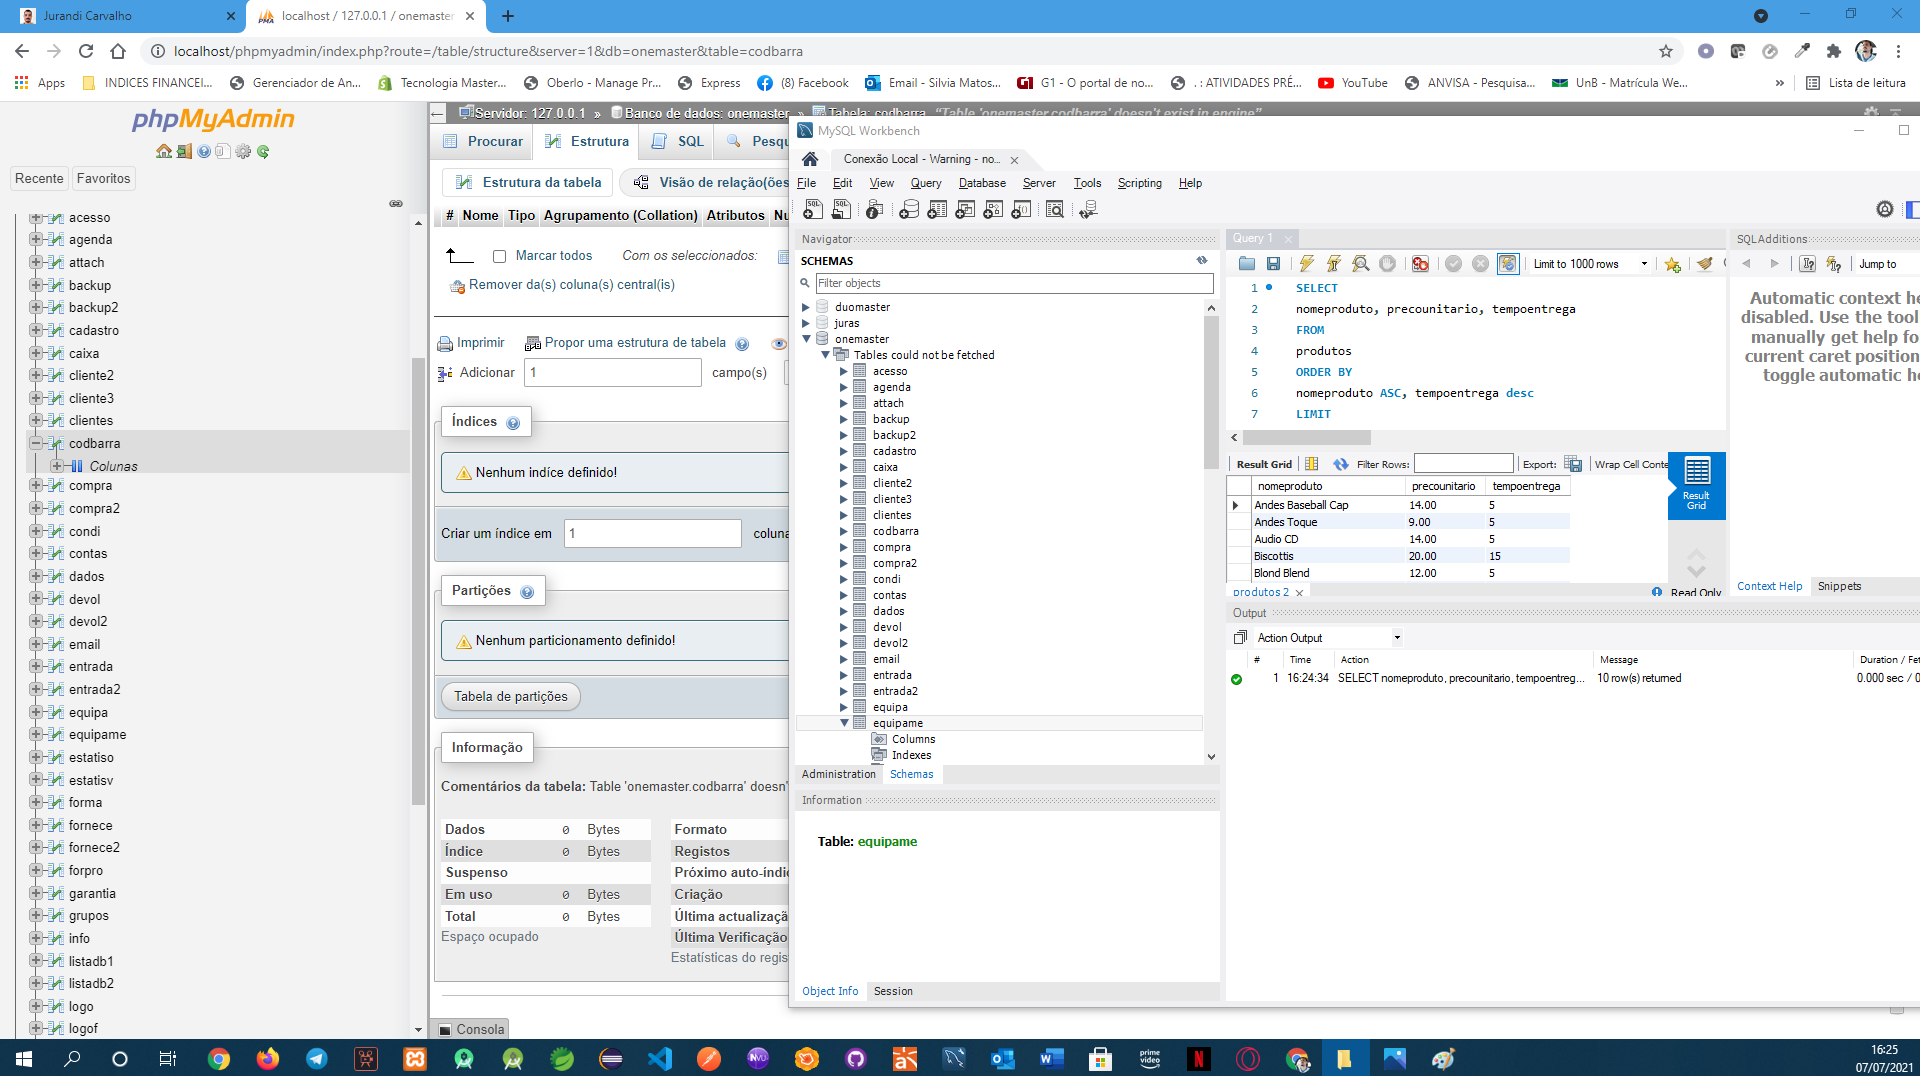 Jurandi Carvalho
localhost / 127.0.0.1 / onemaster
localhost/phpmyadmin/index.php?route=/table/structure&server=1&db=onemaster&table=codbarra
Apps
INDICES FINANCEI...
Gerenciador de An...
Tecnologia Master...
Oberlo - Manage Pr...
Express
(8) Facebook
Email - Silvia Matos...
G1 - O portal de no...
. : ATIVIDADES PRÉ...
YouTube
ANVISA - Pesquisa...
UnB - Matrícula We...
»
Lista de leitura
phpMyAdmin
Recente
Favoritos
acesso
agenda
attach
backup
backup2
cadastro
caixa
cliente2
cliente3
clientes
codbarra
Colunas
compra
compra2
condi
contas
dados
devol
devol2
email
entrada
entrada2
equipa
equipame
estatiso
estatisv
forma
fornece
fornece2
forpro
garantia
grupos
info
listadb1
listadb2
logo
logof
Servidor: 127.0.0.1 » Banco de dados: onemaster » Tabela: codbarra "Table 'onemaster.codbarra' doesn't exist in engine"
Procurar
Estrutura
SQL
Pesqu
Estrutura da tabela
Visão de relação(ões
# Nome Tipo Agrupamento (Collation) Atributos Nu
Marcar todos
Com os seleccionados:
Remover da(s) coluna(s) central(is)
Imprimir
Propor uma estrutura de tabela
Adicionar 1 campo(s)
Índices
Nenhum indíce definido!
Criar um índice em 1 coluna
Partições
Nenhum particionamento definido!
Tabela de partições
Informação
Comentários da tabela: Table 'onemaster.codbarra' doesn'
Dados 0 Bytes
Índice 0 Bytes
Suspenso
Em uso 0 Bytes
Total 0 Bytes
Espaço ocupado
Formato
Registos
Próximo auto-índi
Criação
Última actualizaçã
Última Verificação
Estatísticas do regis
Consola
MySQL Workbench
Conexão Local - Warning - no...
File Edit View Query Database Server Tools Scripting Help
Navigator
SCHEMAS
Filter objects
duomaster
juras
onemaster
Tables could not be fetched
acesso
agenda
attach
backup
backup2
cadastro
caixa
cliente2
cliente3
clientes
codbarra
compra
compra2
condi
contas
dados
devol
devol2
email
entrada
entrada2
equipa
equipame
Columns
Indexes
Administration Schemas
Information
Table: equipame
Object Info Session
Query 1
Limit to 1000 rows
1 SELECT
2 nomeproduto, precounitario, tempoentrega
3 FROM
4 produtos
5 ORDER BY
6 nomeproduto ASC, tempoentrega desc
7 LIMIT
Result Grid
Filter Rows:
Export:
Wrap Cell Conte
nomeproduto precounitario tempoentrega
Andes Baseball Cap 14.00 5
Andes Toque 9.00 5
Audio CD 14.00 5
Biscottis 20.00 15
Blond Blend 12.00 5
Result
Grid
produtos 2
Read Only
SQLAdditions
Jump to
Automatic context he
disabled. Use the tool
manually get help fo
current caret position
toggle automatic he
Context Help Snippets
Output
Action Output
# Time Action Message Duration / Fet
1 16:24:34 SELECT nomeproduto, precounitario, tempoentreg... 10 row(s) returned 0.000 sec / 0
prime
video
16:25
07/07/2021